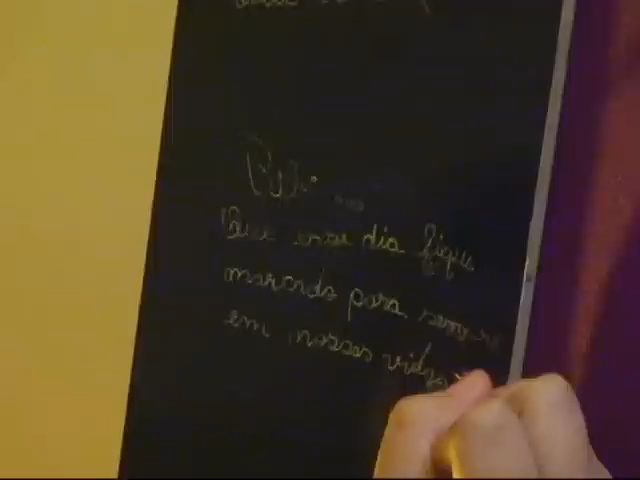 Que esse dia fique
marcado para sempre
em nossas vidas